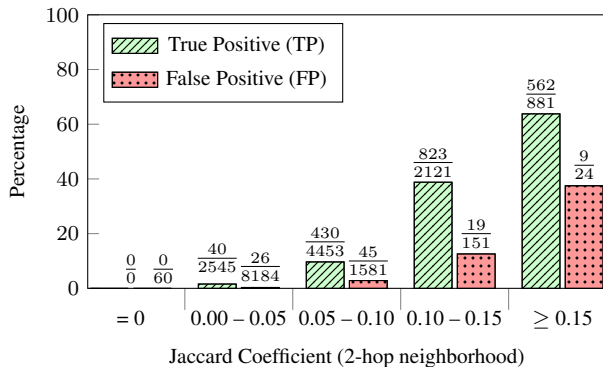 100
80
60
40
20
0
Percentage
True Positive (TP)
False Positive (FP)
0/0
0/60
40/2545
26/8184
430/4453
45/1581
823/2121
19/151
562/881
9/24
= 0
0.00 – 0.05
0.05 – 0.10
0.10 – 0.15
≥ 0.15
Jaccard Coefficient (2-hop neighborhood)